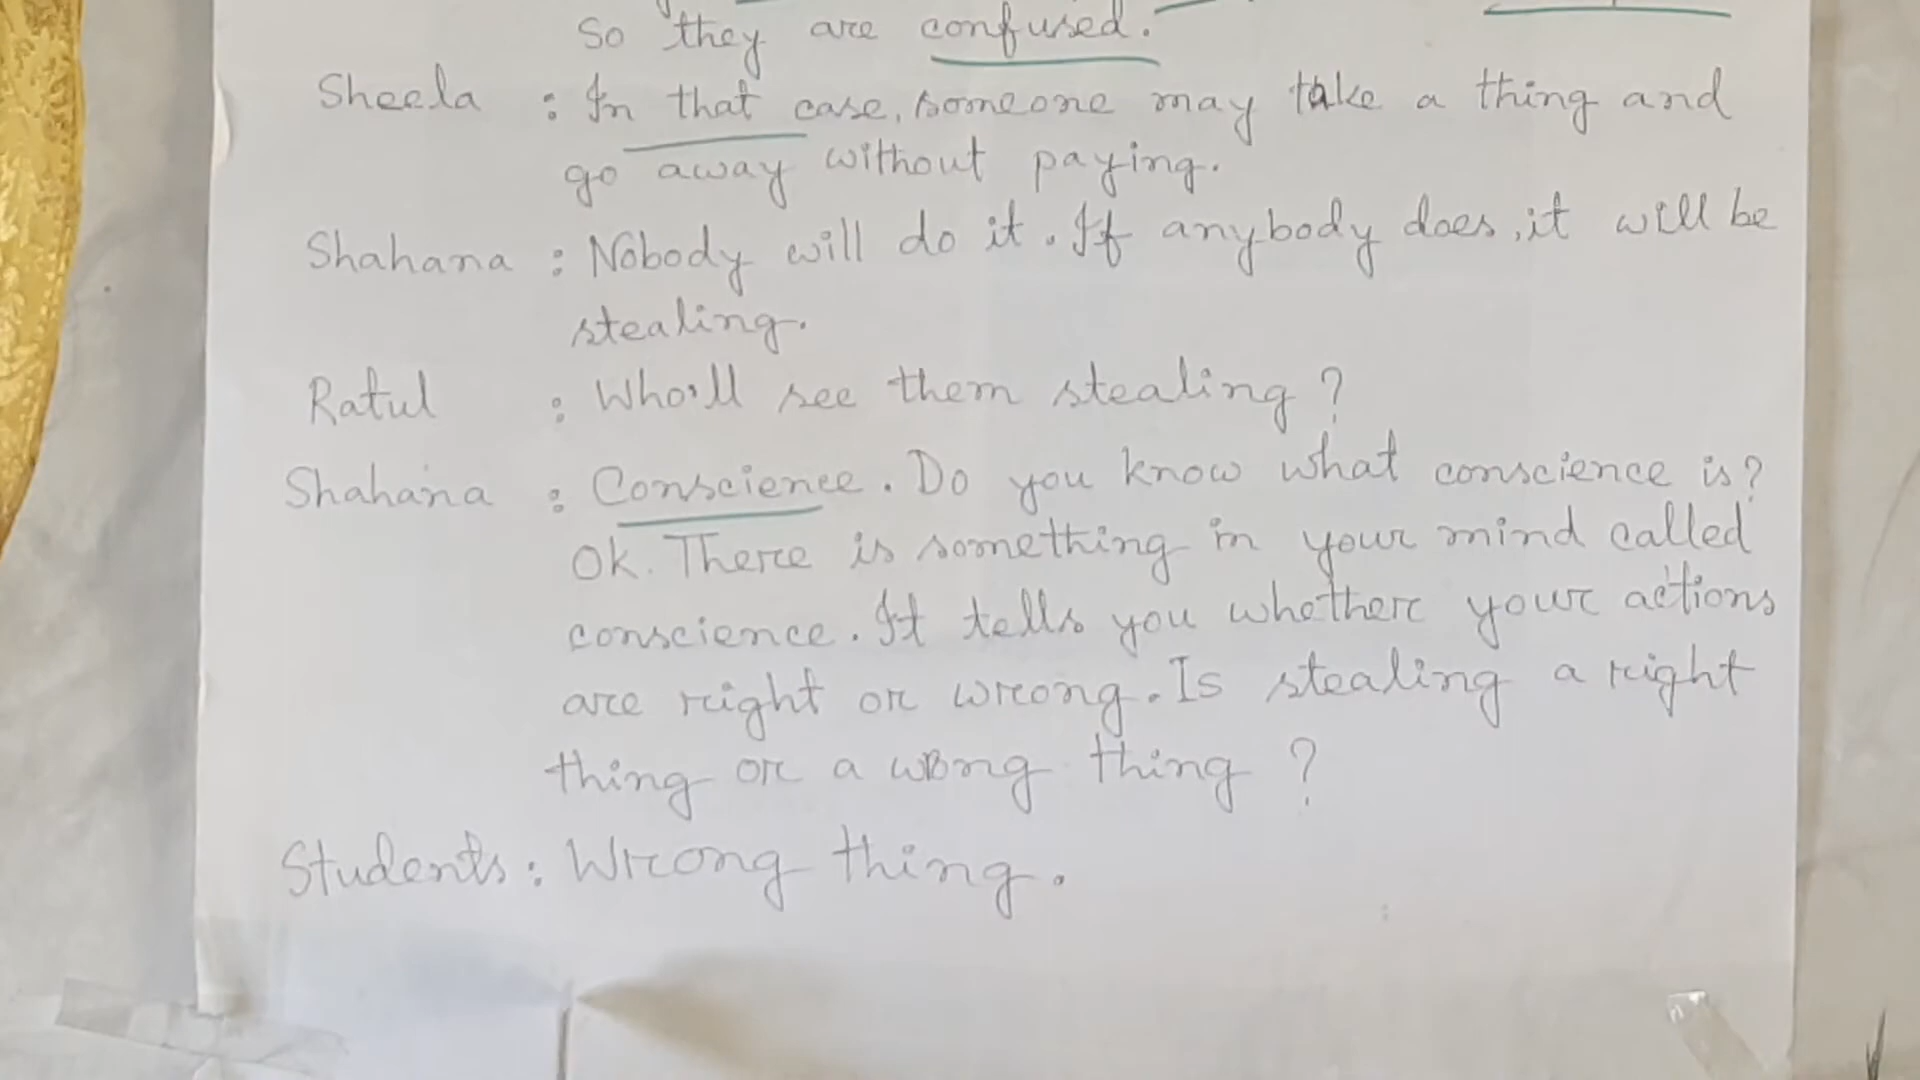 So they are confused.
Sheela : In that case, someone may take a thing and
go away without paying.
Shahana : Nobody will do it. If anybody does, it will be
stealing.
Ratul : Who'll see them stealing?
Shahana : Conscience. Do you know what conscience is?
Ok. There is something in your mind called
conscience. It tells you whether your actions
are right or wrong. Is stealing a right
thing or a wrong thing ?
Students : Wrong thing.